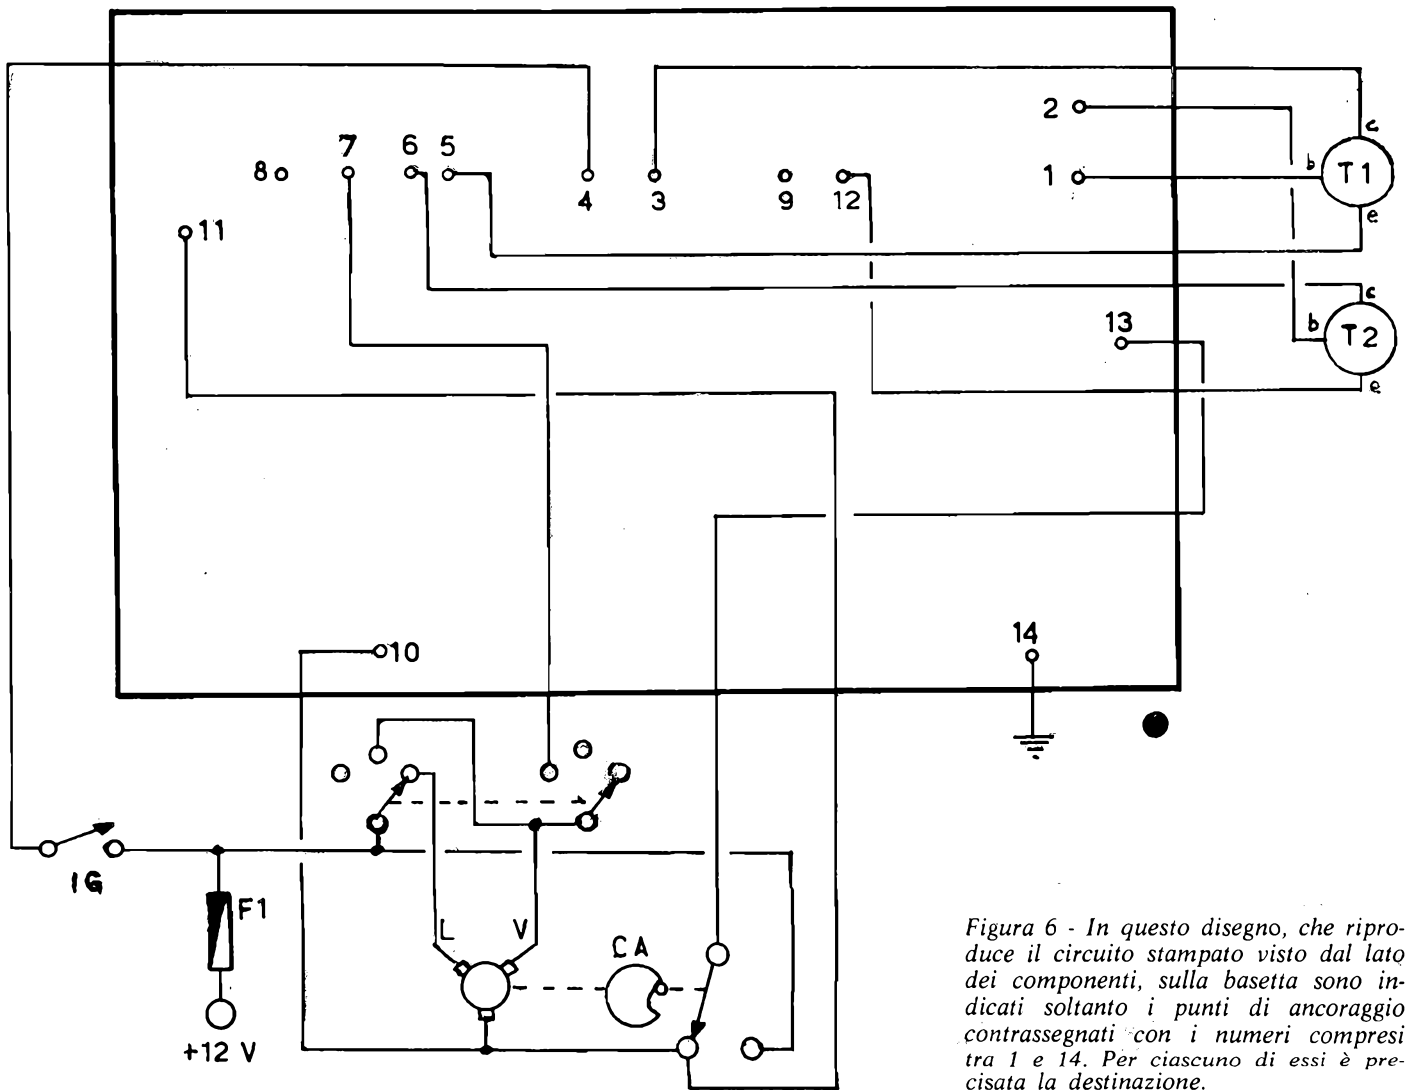 c
2
7
6 5
b
T1
8
1
4
3
9
12
11
e
c
13
b
T2
e
14
10
IG
F1
L
V
CA
+12 V
Figura 6 - In questo disegno, che ripro-
duce il circuito stampato visto dal lato
dei componenti, sulla basetta sono in-
dicati soltanto i punti di ancoraggio
contrassegnati con i numeri compresi
tra 1 e 14. Per ciascuno di essi è pre-
cisata la destinazione.